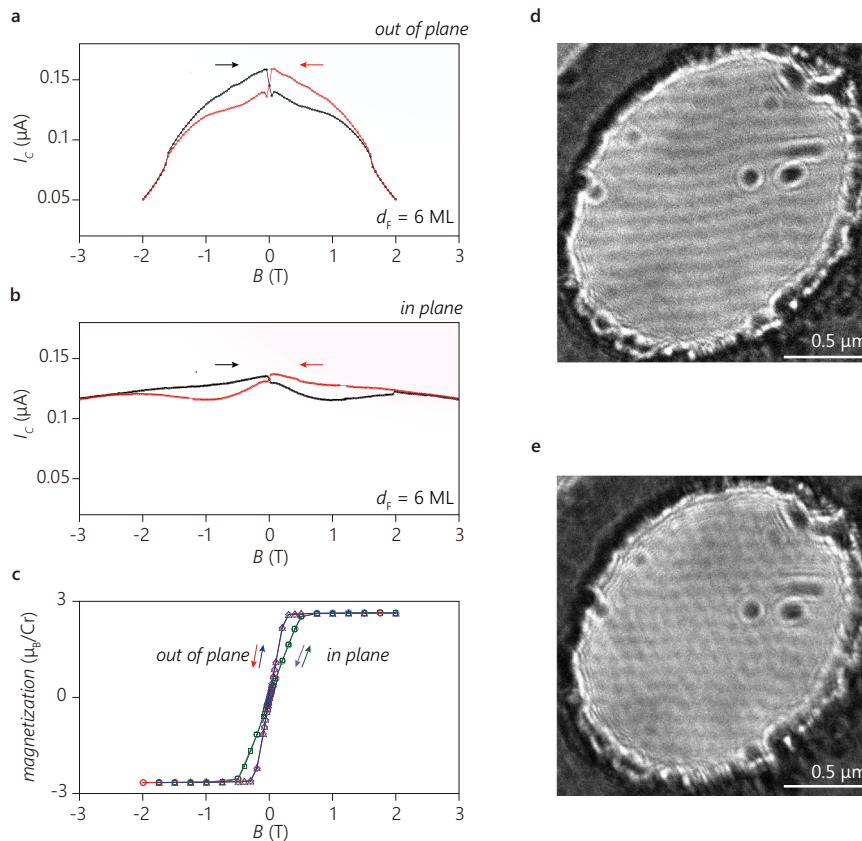 a
out of plane
0.15
0.1
0.05
I_C (μA)
d_F = 6 ML
-3 -2 -1 0 1 2 3
B (T)
b
in plane
0.15
0.1
0.05
I_C (μA)
d_F = 6 ML
-3 -2 -1 0 1 2 3
B (T)
c
3
0
-3
magnetization (μ_B/Cr)
out of plane
in plane
-3 -2 -1 0 1 2 3
B (T)
d
0.5 μm
e
0.5 μm